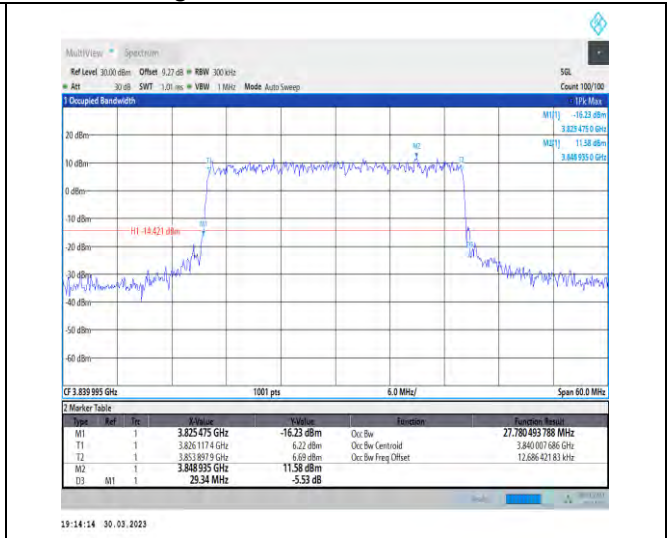 MultiView Spectrum
Ref Level 30.00 dBm Offset 9.27 dB RBW 300 kHz SGL
Att 30 dB SWT 1.01 ms VBW 1 MHz Mode Auto Sweep Count 100/100
1 Occupied Bandwidth 1Pk Max
M1[1] -16.23 dBm
3.825 475 0 GHz
20 dBm
M2[1] 11.58 dBm
3.848 935 0 GHz
M2
10 dBm
T1
T2
0 dBm
-10 dBm
H1 -14.421 dBm
M1
-20 dBm
D3
-30 dBm
-40 dBm
-50 dBm
-60 dBm
CF 3.839 995 GHz 1001 pts 6.0 MHz/ Span 60.0 MHz
2 Marker Table
Type Ref Trc X-Value Y-Value Function Function Result
M1 1 3.825 475 GHz -16.23 dBm Occ Bw 27.780 493 788 MHz
T1 1 3.826 117 4 GHz 6.22 dBm Occ Bw Centroid 3.840 007 686 GHz
T2 1 3.853 897 9 GHz 6.69 dBm Occ Bw Freq Offset 12.686 421 83 kHz
M2 1 3.848 935 GHz 11.58 dBm
D3 M1 1 29.34 MHz -5.53 dB
19:14:14 30.03.2023